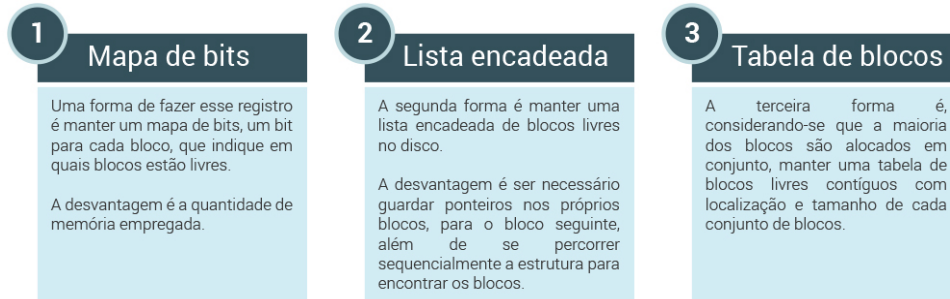 1
Mapa de bits
Uma forma de fazer esse registro
é manter um mapa de bits, um bit
para cada bloco, que indique em
quais blocos estão livres.
A desvantagem é a quantidade de
memória empregada.
2
Lista encadeada
A segunda forma é manter uma
lista encadeada de blocos livres
no disco.
A desvantagem é ser necessário
guardar ponteiros nos próprios
blocos, para o bloco seguinte,
além de se percorrer
sequencialmente a estrutura para
encontrar os blocos.
3
Tabela de blocos
A terceira forma é,
considerando-se que a maioria
dos blocos são alocados em
conjunto, manter uma tabela de
blocos livres contíguos com
localização e tamanho de cada
conjunto de blocos.